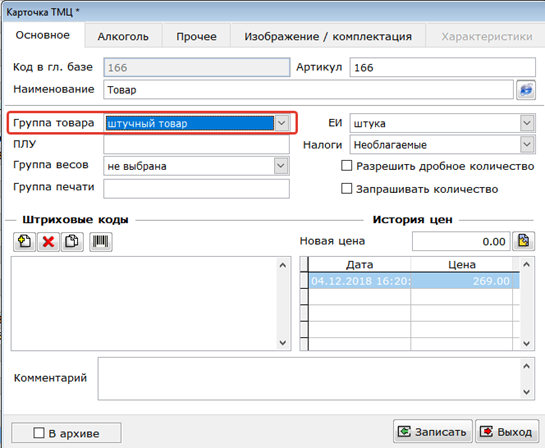 Карточка ТМЦ *
Основное Алкоголь Прочее Изображение / комплектация Характеристики
Код в гл. базе 166 Артикул 166
Наименование Товар
Группа товара штучный товар ЕИ штука
ПЛУ Налоги Необлагаемые
Группа весов не выбрана Разрешить дробное количество
Группа печати Запрашивать количество
Штриховые коды История цен
Новая цена 0.00
Дата Цена
04.12.2018 16:20: 269.00
Комментарий
В архиве Записать Выход